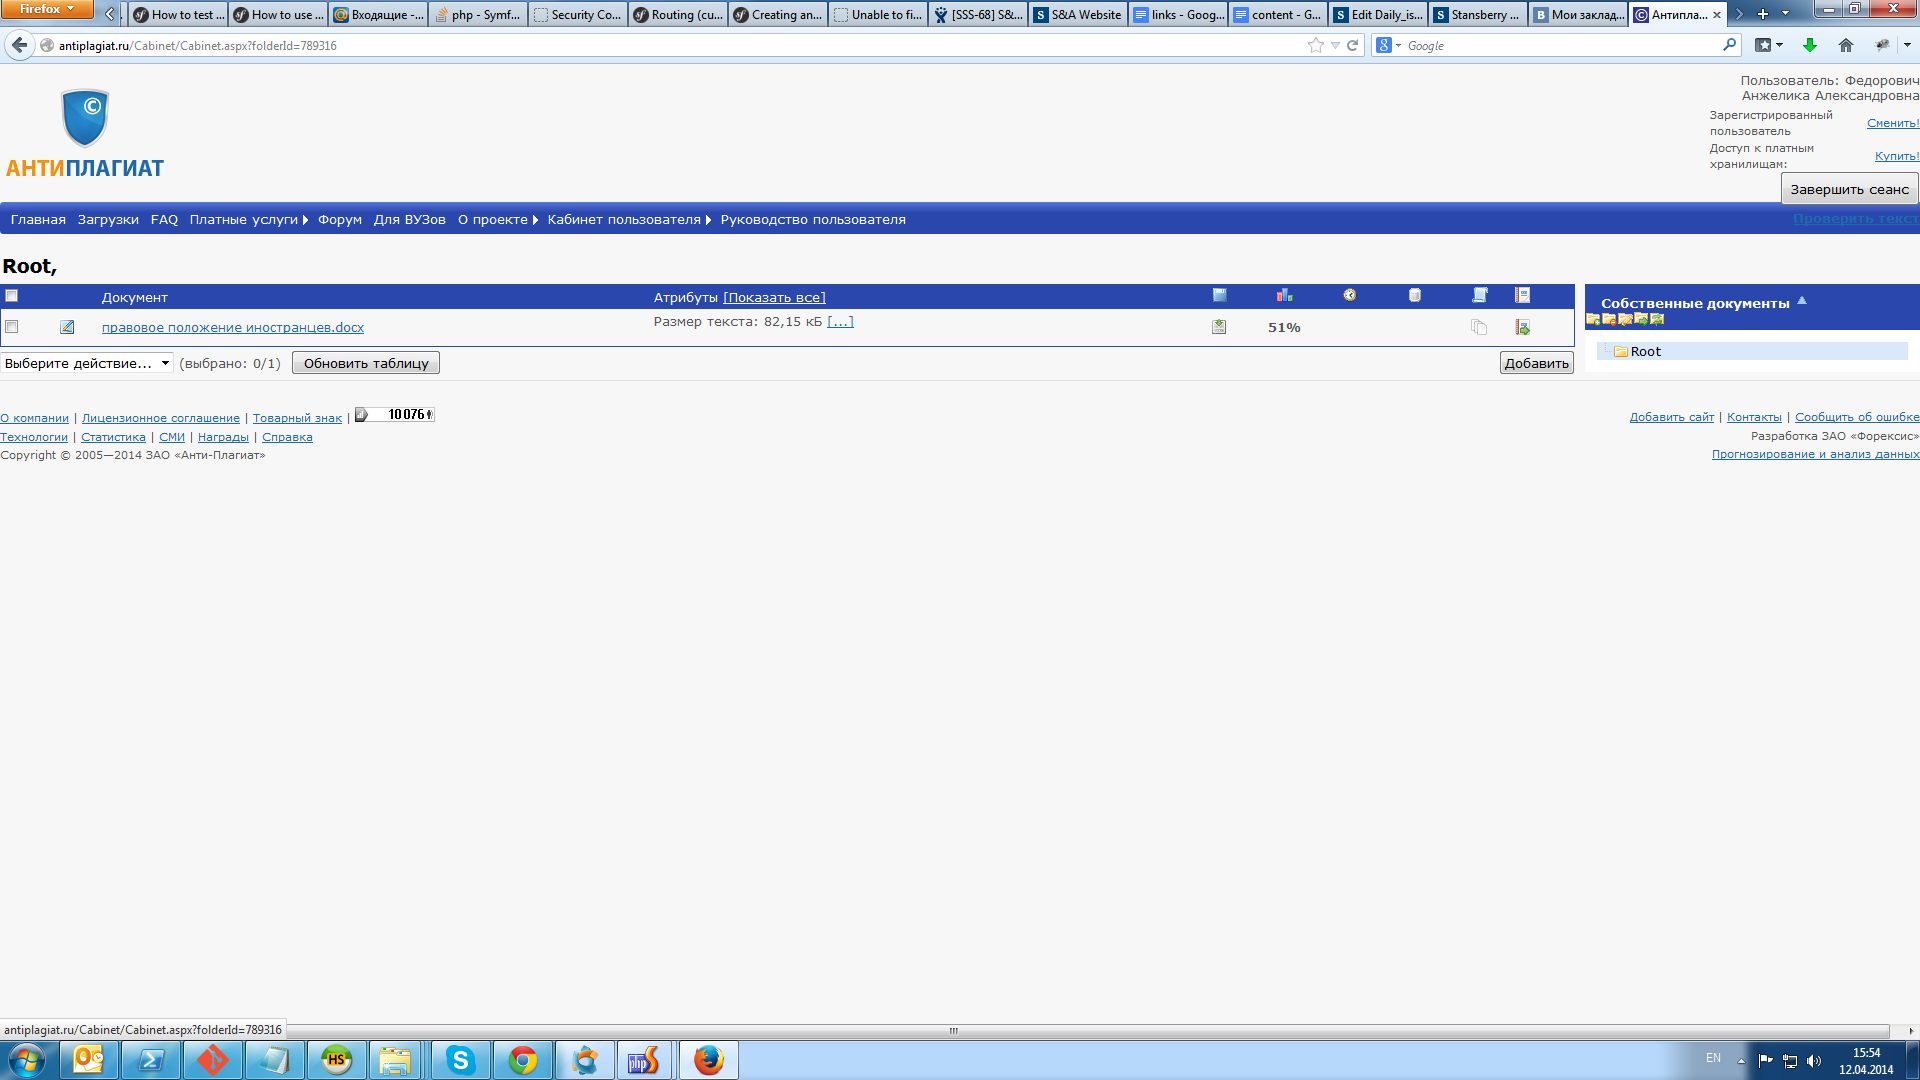 Firefox
How to test ...
How to use ...
Входящие -...
php - Symf...
Security Co...
Routing (cu...
Creating an...
Unable to fi...
[SSS-68] S&...
S&A Website
links - Goog...
content - G...
Edit Daily_is...
Stansberry ...
Мои заклад...
Антипла...
antiplagiat.ru/Cabinet/Cabinet.aspx?folderId=789316
Google
Пользователь: Федорович
Анжелика Александровна
Зарегистрированный
пользователь
Сменить!
Доступ к платным
хранилищам:
Купить!
АНТИПЛАГИАТ
Завершить сеанс
Главная Загрузки FAQ Платные услуги Форум Для ВУЗов О проекте Кабинет пользователя Руководство пользователя
Проверить текст
Root,
Документ
Атрибуты [Показать все]
правовое положение иностранцев.docx
Размер текста: 82,15 кБ [...]
51%
Выберите действие... (выбрано: 0/1) Обновить таблицу
Добавить
Собственные документы
Root
О компании | Лицензионное соглашение | Товарный знак | 10076
Технологии | Статистика | СМИ | Награды | Справка
Copyright © 2005—2014 ЗАО «Анти-Плагиат»
Добавить сайт | Контакты | Сообщить об ошибке
Разработка ЗАО «Форексис»
Прогнозирование и анализ данных
antiplagiat.ru/Cabinet/Cabinet.aspx?folderId=789316
HS
php
EN
15:54
12.04.2014